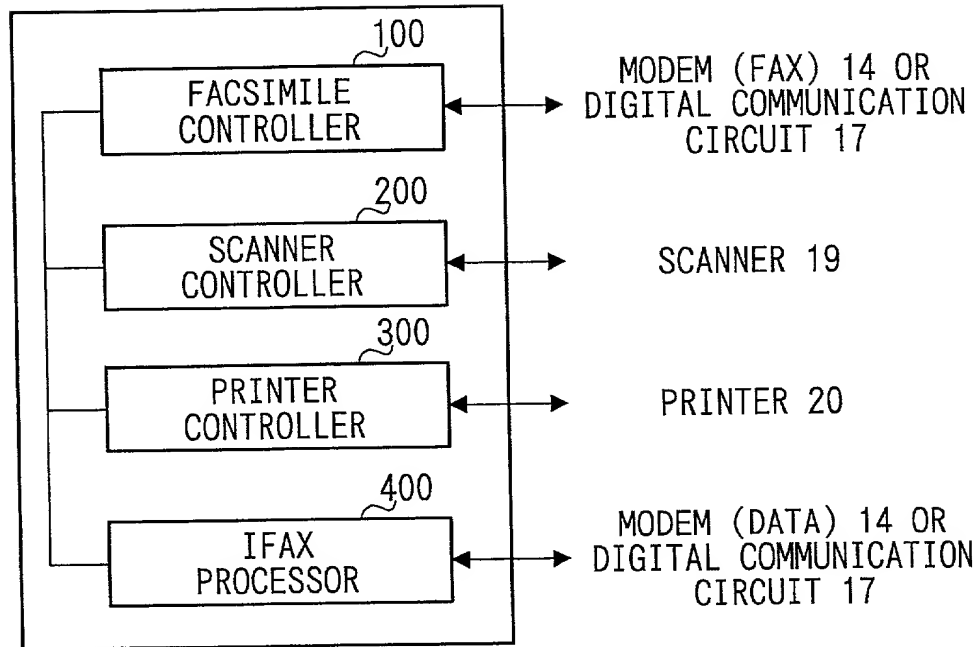 100
FACSIMILE
CONTROLLER
MODEM (FAX) 14 OR
DIGITAL COMMUNICATION
CIRCUIT 17
200
SCANNER
CONTROLLER
SCANNER 19
300
PRINTER
CONTROLLER
PRINTER 20
400
IFAX
PROCESSOR
MODEM (DATA) 14 OR
DIGITAL COMMUNICATION
CIRCUIT 17